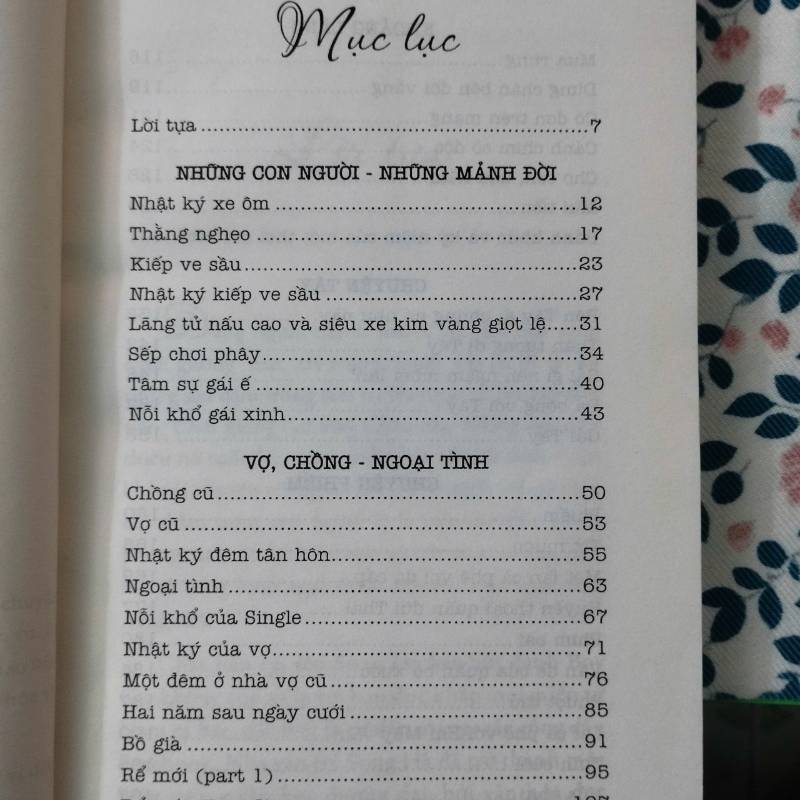 Mục lục
Lời tựa................................................................7
NHỮNG CON NGƯỜI - NHỮNG MẢNH ĐỜI
Nhật ký xe ôm..................................................12
Thằng nghẹo....................................................17
Kiếp ve sầu......................................................23
Nhật ký kiếp ve sầu.........................................27
Lãng tử nấu cao và siêu xe kim vàng giọt lệ.....31
Sếp chơi phây...................................................34
Tâm sự gái ế.....................................................40
Nỗi khổ gái xinh................................................43
VỢ, CHỒNG - NGOẠI TÌNH
Chồng cũ...........................................................50
Vợ cũ.................................................................53
Nhật ký đêm tân hôn.........................................55
Ngoại tình..........................................................63
Nỗi khổ của Single.............................................67
Nhật ký của vợ...................................................71
Một đêm ở nhà vợ cũ.........................................76
Hai năm sau ngày cưới......................................85
Bồ già.................................................................91
Rể mới (part 1)...................................................95